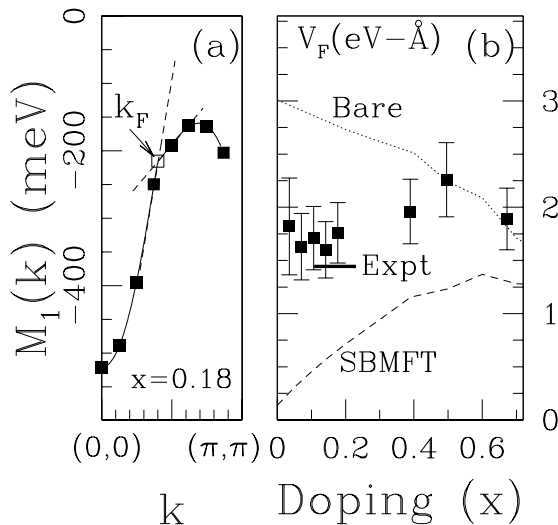 0
-200
-400
M₁(k) (meV)
(a)
k_F
x=0.18
(0,0)
(π,π)
k
V_F(eV−Å)
(b)
Bare
Expt
SBMFT
3
2
1
0
0
0.2
0.4
0.6
Doping (x)